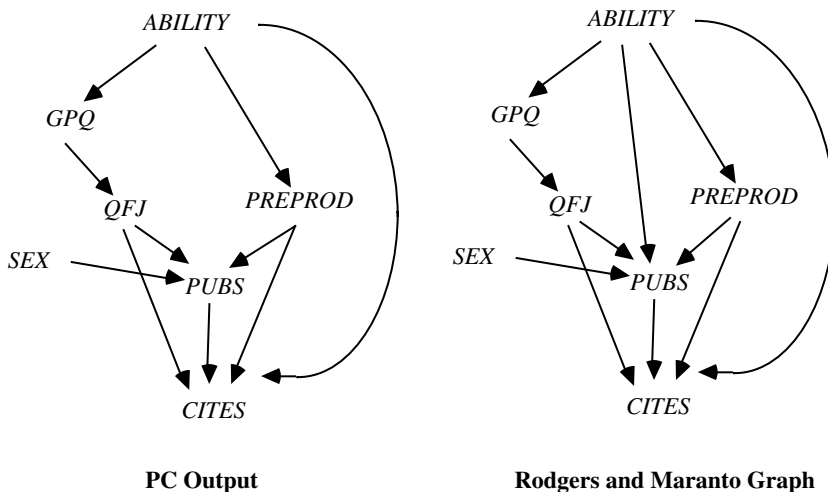 ABILITY
GPQ
QFJ
PREPROD
SEX
PUBS
CITES
PC Output
ABILITY
GPQ
QFJ
PREPROD
SEX
PUBS
CITES
Rodgers and Maranto Graph